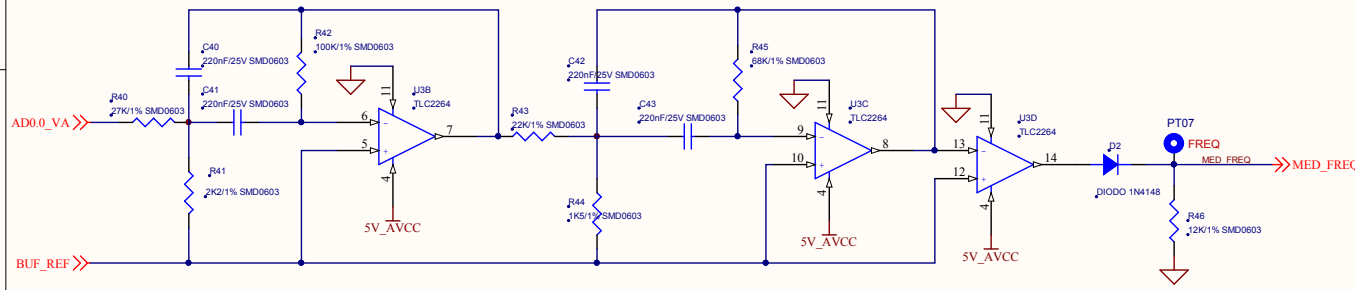 C40
220nF/25V SMD0603
R42
100K/1% SMD0603
C41
220nF/25V SMD0603
R40
27K/1% SMD0603
AD0.0_VA
11
U3B
TLC2264
6
5
7
4
5V_AVCC
R41
2K2/1% SMD0603
BUF_REF
R43
22K/1% SMD0603
C42
220nF/25V SMD0603
R45
68K/1% SMD0603
C43
220nF/25V SMD0603
R44
1K5/1% SMD0603
11
U3C
TLC2264
9
10
8
4
5V_AVCC
11
U3D
TLC2264
13
12
14
4
5V_AVCC
D2
DIODO 1N4148
PT07
FREQ
MED_FREQ
MED_FREQ
R46
12K/1% SMD0603